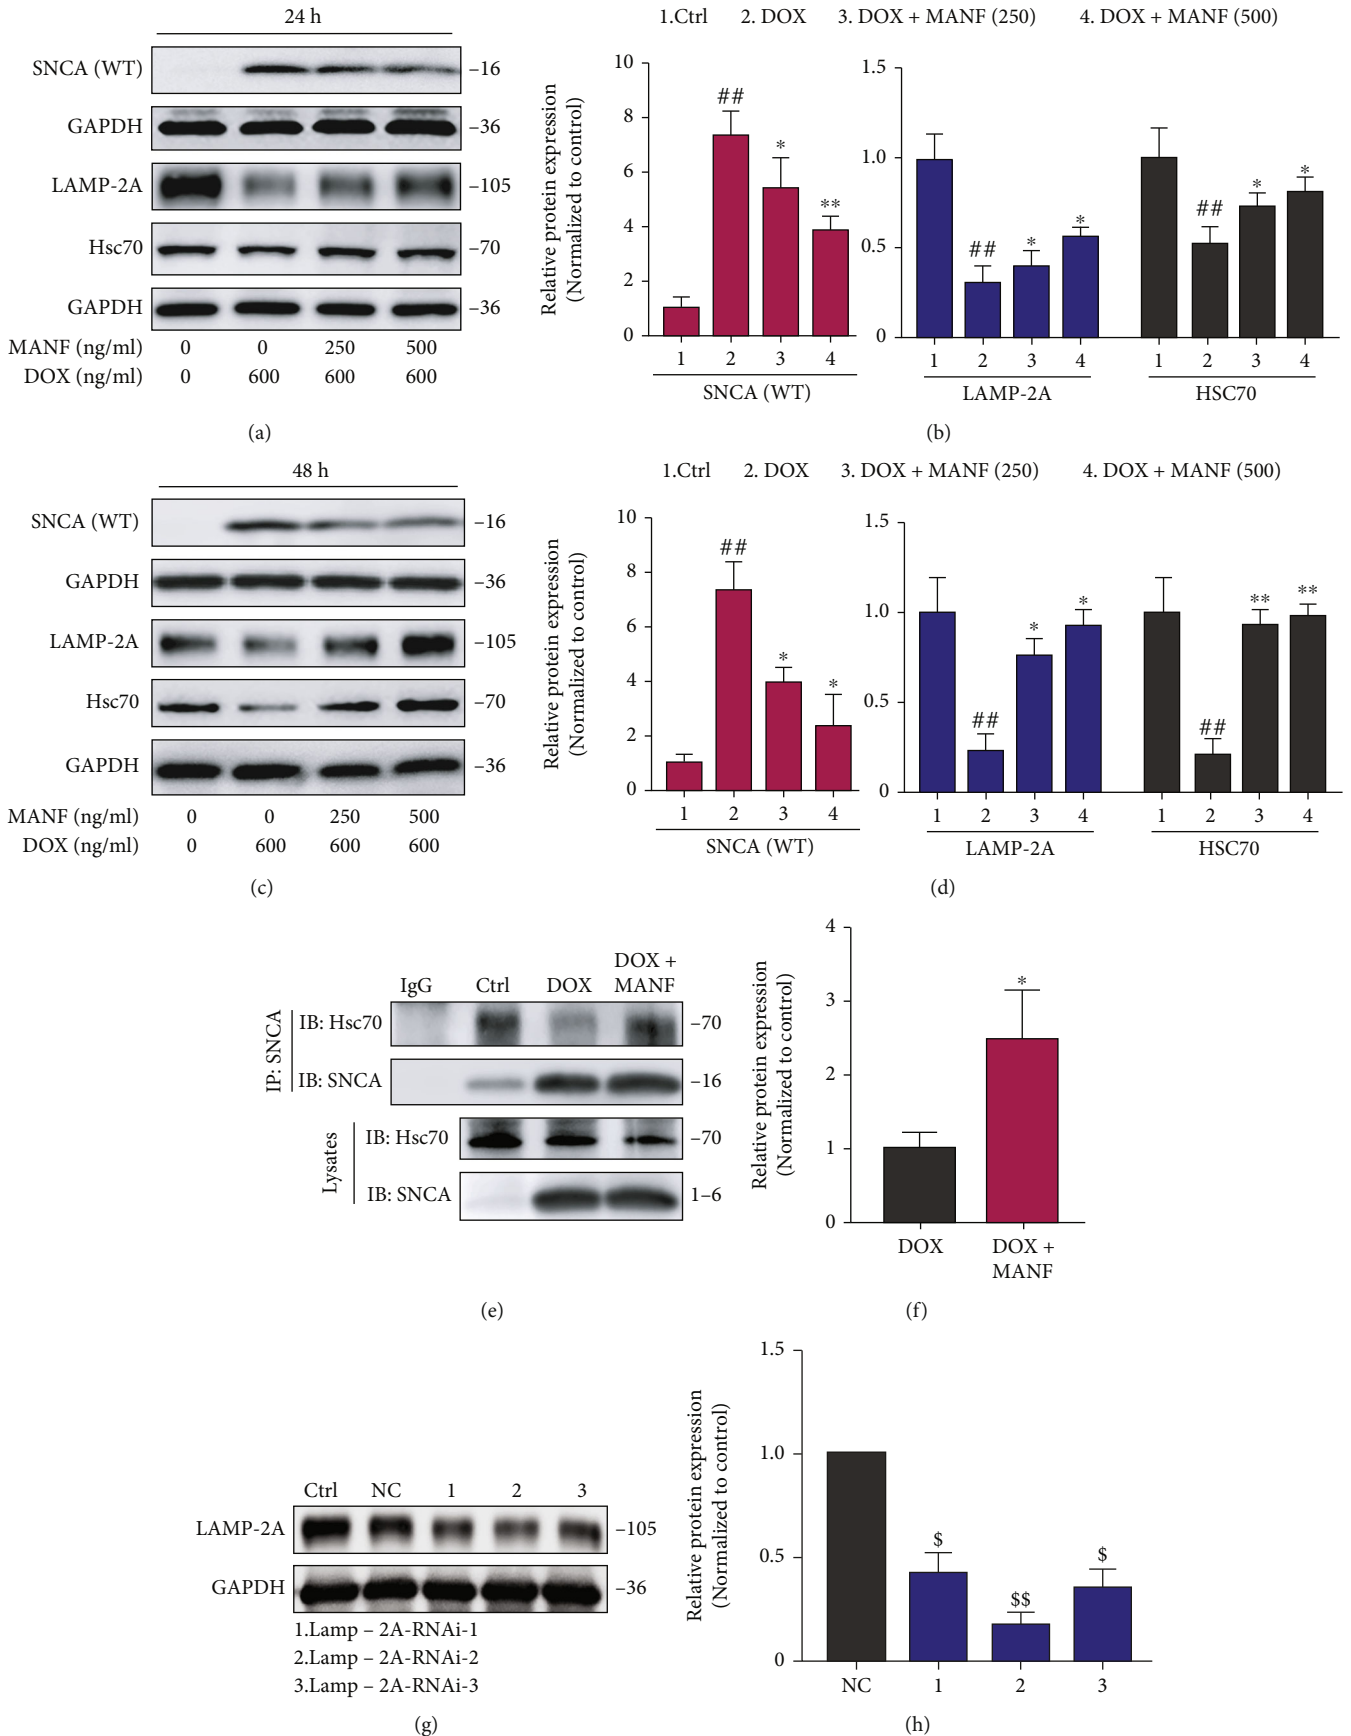 24 h
SNCA (WT)
–16
GAPDH
–36
LAMP-2A
–105
Hsc70
–70
GAPDH
–36
MANF (ng/ml) 0 0 250 500
DOX (ng/ml) 0 600 600 600
(a)
1.Ctrl 2. DOX 3. DOX + MANF (250) 4. DOX + MANF (500)
Relative protein expression
(Normalized to control)
10
8
6
4
2
0
##
*
**
1 2 3 4
SNCA (WT)
1.5
1.0
0.5
0
##
*
*
##
*
*
1 2 3 4 1 2 3 4
LAMP-2A HSC70
(b)
48 h
SNCA (WT)
–16
GAPDH
–36
LAMP-2A
–105
Hsc70
–70
GAPDH
–36
MANF (ng/ml) 0 0 250 500
DOX (ng/ml) 0 600 600 600
(c)
1.Ctrl 2. DOX 3. DOX + MANF (250) 4. DOX + MANF (500)
Relative protein expression
(Normalized to control)
10
8
6
4
2
0
##
*
*
1 2 3 4
SNCA (WT)
1.5
1.0
0.5
0
##
*
*
##
**
**
1 2 3 4 1 2 3 4
LAMP-2A HSC70
(d)
IgG Ctrl DOX DOX +
MANF
IP: SNCA
IB: Hsc70
–70
IB: SNCA
–16
Lysates
IB: Hsc70
–70
IB: SNCA
1–6
(e)
Relative protein expression
(Normalized to control)
4
3
2
1
0
*
DOX DOX +
MANF
(f)
Ctrl NC 1 2 3
LAMP-2A
–105
GAPDH
–36
1.Lamp – 2A-RNAi-1
2.Lamp – 2A-RNAi-2
3.Lamp – 2A-RNAi-3
(g)
Relative protein expression
(Normalized to control)
1.5
1.0
0.5
0
$
$$
$
NC 1 2 3
(h)